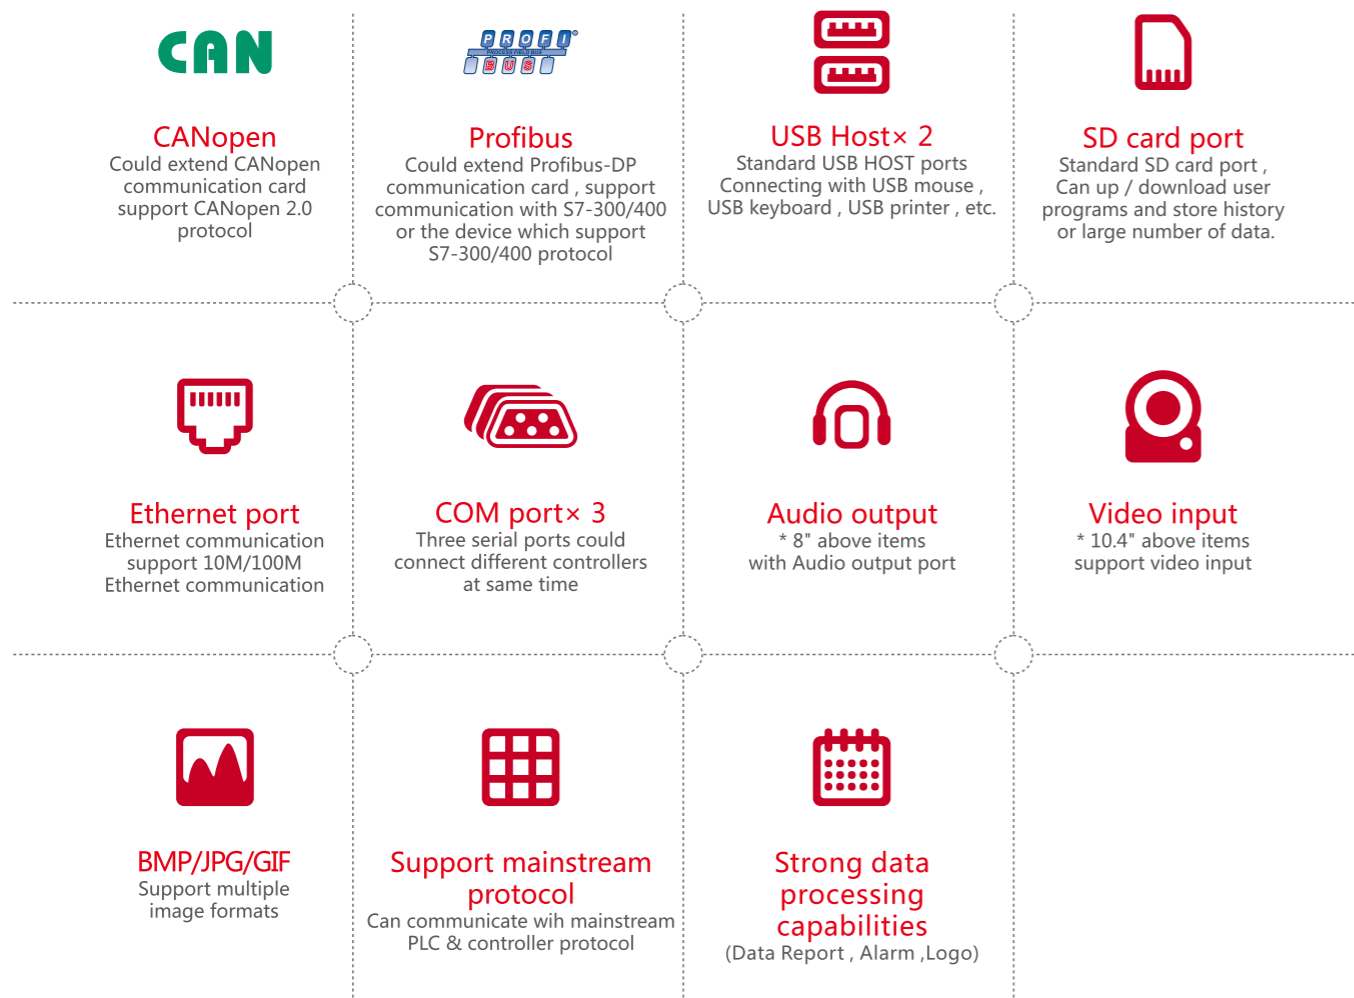 CAN
CANopen
Could extend CANopen
communication card
support CANopen 2.0
protocol
PROFI
PROCESS FIELD BUS
BUS
Profibus
Could extend Profibus-DP
communication card , support
communication with S7-300/400
or the device which support
S7-300/400 protocol
USB Host× 2
Standard USB HOST ports
Connecting with USB mouse ,
USB keyboard , USB printer , etc.
SD card port
Standard SD card port ,
Can up / download user
programs and store history
or large number of data.
Ethernet port
Ethernet communication
support 10M/100M
Ethernet communication
COM port× 3
Three serial ports could
connect different controllers
at same time
Audio output
* 8" above items
with Audio output port
Video input
* 10.4" above items
support video input
BMP/JPG/GIF
Support multiple
image formats
Support mainstream
protocol
Can communicate wih mainstream
PLC & controller protocol
Strong data
processing
capabilities
(Data Report , Alarm ,Logo)